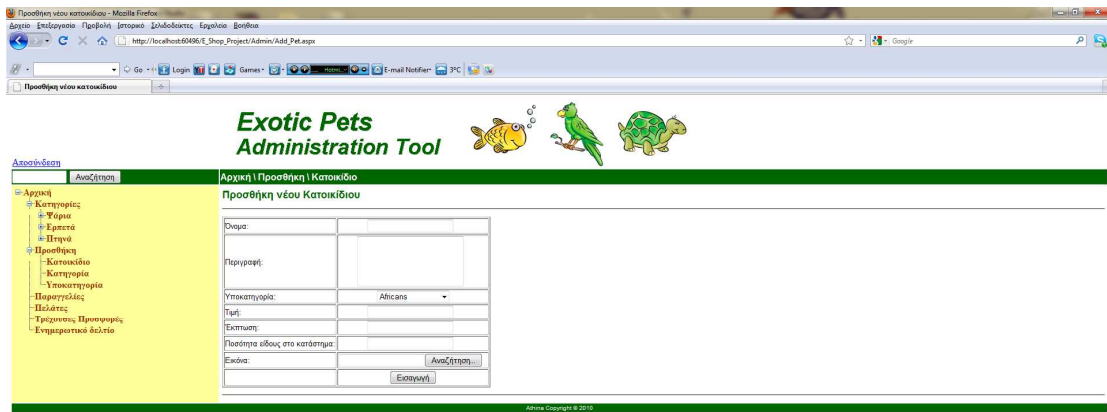 Προσθήκη νέου κατοικίδιου - Mozilla Firefox
Αρχείο Επεξεργασία Προβολή Ιστορικό Σελιδοδείκτες Εργαλεία Βοήθεια
http://localhost:60496/E_Shop_Project/Admin/Add_Pet.aspx
Google
Go Login Games E-mail Notifier 3°C
Προσθήκη νέου κατοικίδιου
Exotic Pets
Administration Tool
Αποσύνδεση
Αναζήτηση
Αρχική \ Προσθήκη \ Κατοικίδιο
Αρχική
Κατηγορίες
Ψάρια
Ερπετά
Πτηνά
Προσθήκη
Κατοικίδιο
Κατηγορία
Υποκατηγορία
Παραγγελίες
Πελάτες
Τρέχουσες Προσφορές
Ενημερωτικό δελτίο
Προσθήκη νέου Κατοικίδιου
Όνομα:
Περιγραφή:
Υποκατηγορία: Africans
Τιμή:
Έκπτωση:
Ποσότητα είδους στο κατάστημα:
Εικόνα: Αναζήτηση...
Εισαγωγή
Athina Copyright © 2010